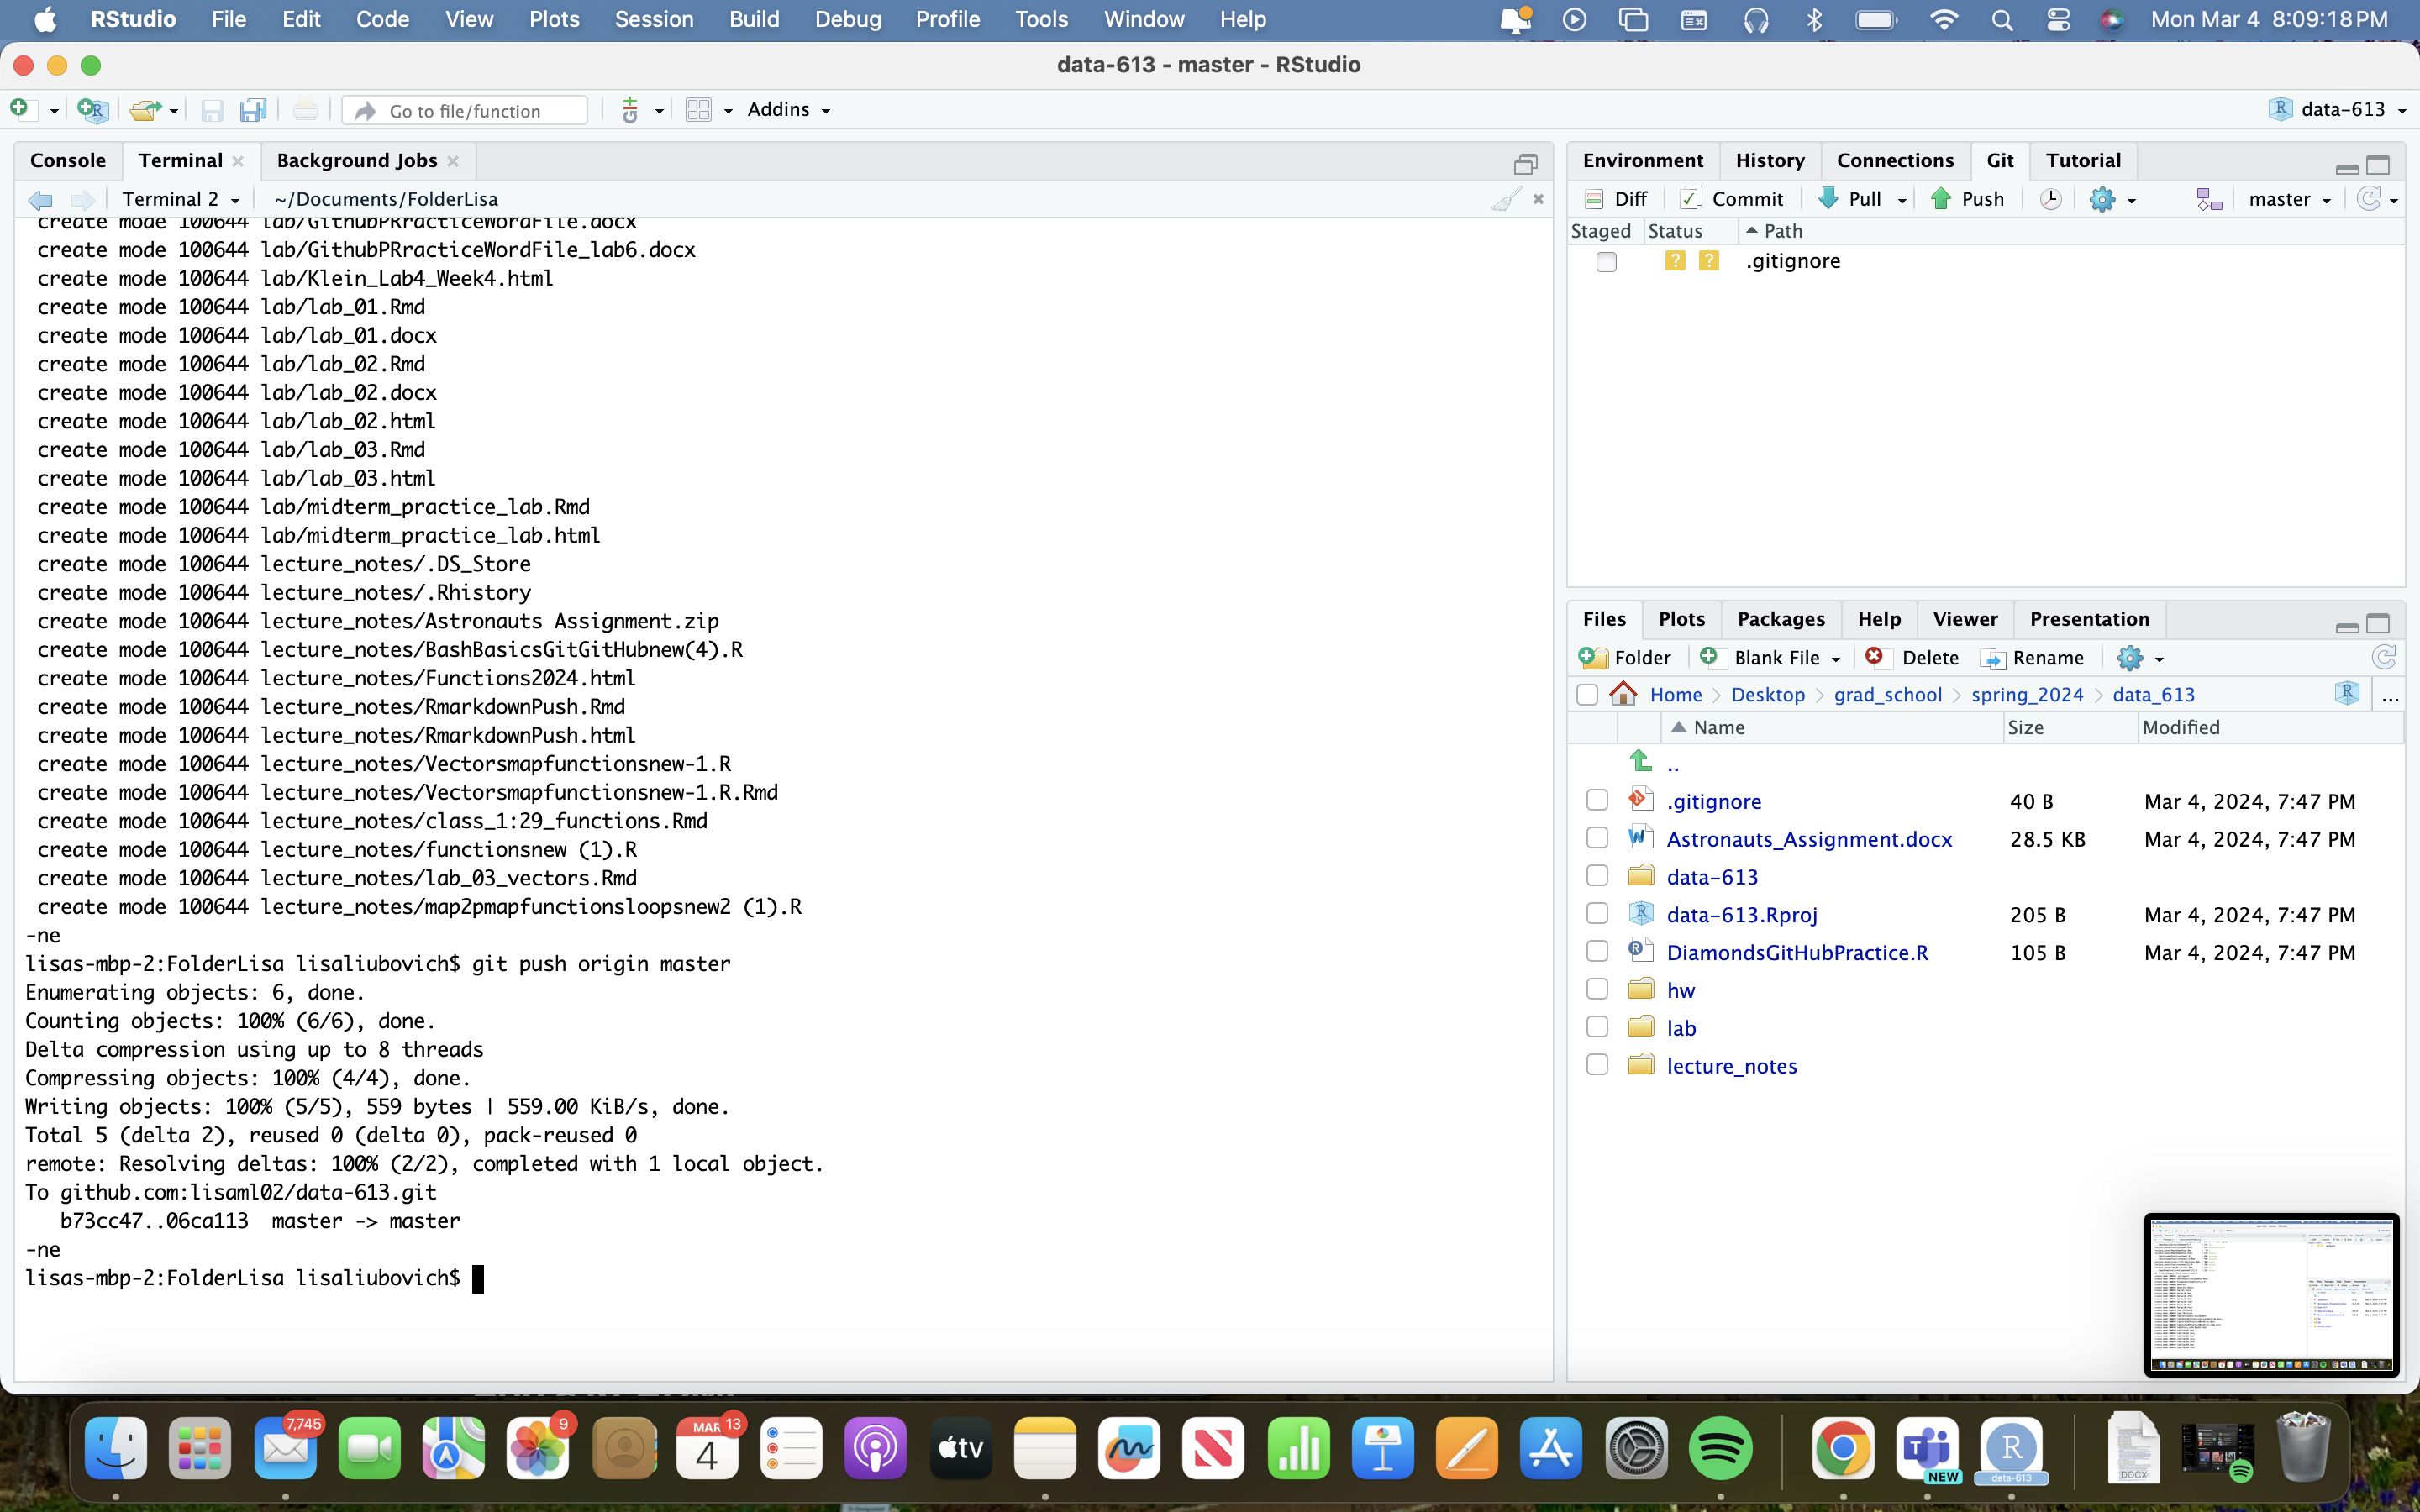 RStudio File Edit Code View Plots Session Build Debug Profile Tools Window Help Mon Mar 4 8:09:18 PM
data-613 - master - RStudio
Go to file/function Addins data-613
Console Terminal Background Jobs
Terminal 2 ~/Documents/FolderLisa
create mode 100644 lab/GithubPRracticeWordFile.docx
create mode 100644 lab/GithubPRracticeWordFile_lab6.docx
create mode 100644 lab/Klein_Lab4_Week4.html
create mode 100644 lab/lab_01.Rmd
create mode 100644 lab/lab_01.docx
create mode 100644 lab/lab_02.Rmd
create mode 100644 lab/lab_02.docx
create mode 100644 lab/lab_02.html
create mode 100644 lab/lab_03.Rmd
create mode 100644 lab/lab_03.html
create mode 100644 lab/midterm_practice_lab.Rmd
create mode 100644 lab/midterm_practice_lab.html
create mode 100644 lecture_notes/.DS_Store
create mode 100644 lecture_notes/.Rhistory
create mode 100644 lecture_notes/Astronauts Assignment.zip
create mode 100644 lecture_notes/BashBasicsGitGitHubnew(4).R
create mode 100644 lecture_notes/Functions2024.html
create mode 100644 lecture_notes/RmarkdownPush.Rmd
create mode 100644 lecture_notes/RmarkdownPush.html
create mode 100644 lecture_notes/Vectorsmapfunctionsnew-1.R
create mode 100644 lecture_notes/Vectorsmapfunctionsnew-1.R.Rmd
create mode 100644 lecture_notes/class_1:29_functions.Rmd
create mode 100644 lecture_notes/functionsnew (1).R
create mode 100644 lecture_notes/lab_03_vectors.Rmd
create mode 100644 lecture_notes/map2pmapfunctionsloopsnew2 (1).R
-ne
lisas-mbp-2:FolderLisa lisaliubovich$ git push origin master
Enumerating objects: 6, done.
Counting objects: 100% (6/6), done.
Delta compression using up to 8 threads
Compressing objects: 100% (4/4), done.
Writing objects: 100% (5/5), 559 bytes | 559.00 KiB/s, done.
Total 5 (delta 2), reused 0 (delta 0), pack-reused 0
remote: Resolving deltas: 100% (2/2), completed with 1 local object.
To github.com:lisaml02/data-613.git
b73cc47..06ca113 master -> master
-ne
lisas-mbp-2:FolderLisa lisaliubovich$
Environment History Connections Git Tutorial
Diff Commit Pull Push master
Staged Status Path
? ? .gitignore
Files Plots Packages Help Viewer Presentation
Folder Blank File Delete Rename
Home Desktop grad_school spring_2024 data_613 ...
Name Size Modified
..
.gitignore 40 B Mar 4, 2024, 7:47 PM
Astronauts_Assignment.docx 28.5 KB Mar 4, 2024, 7:47 PM
data-613
data-613.Rproj 205 B Mar 4, 2024, 7:47 PM
DiamondsGitHubPractice.R 105 B Mar 4, 2024, 7:47 PM
hw
lab
lecture_notes
7,745 9 MAR 13
4 tv T NEW R data-613 DOCX